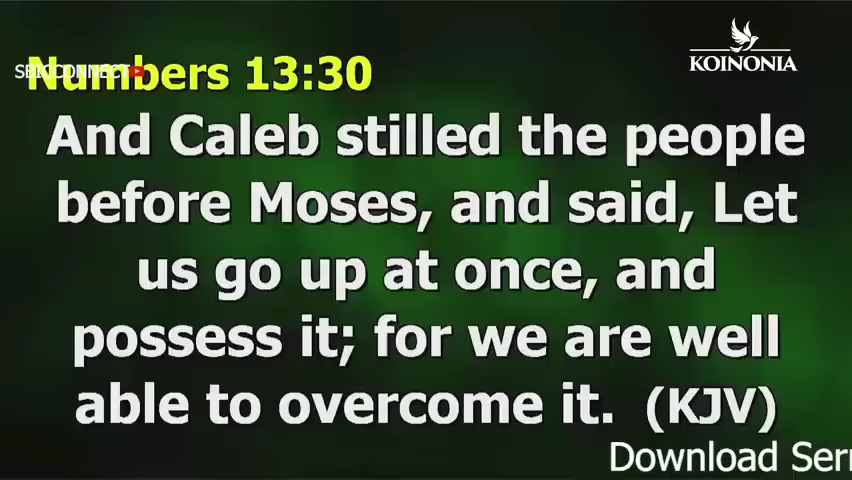 KOINONIA
SBICCONNECT
Numbers 13:30
And Caleb stilled the people
before Moses, and said, Let
us go up at once, and
possess it; for we are well
able to overcome it. (KJV)
Download